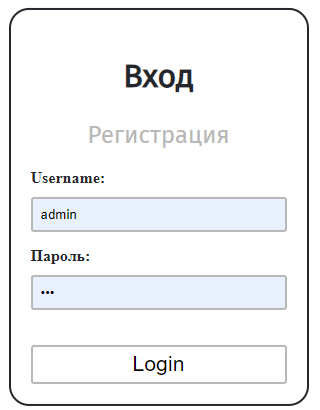 Вход
Регистрация
Username:
admin
Пароль:
•••
Login